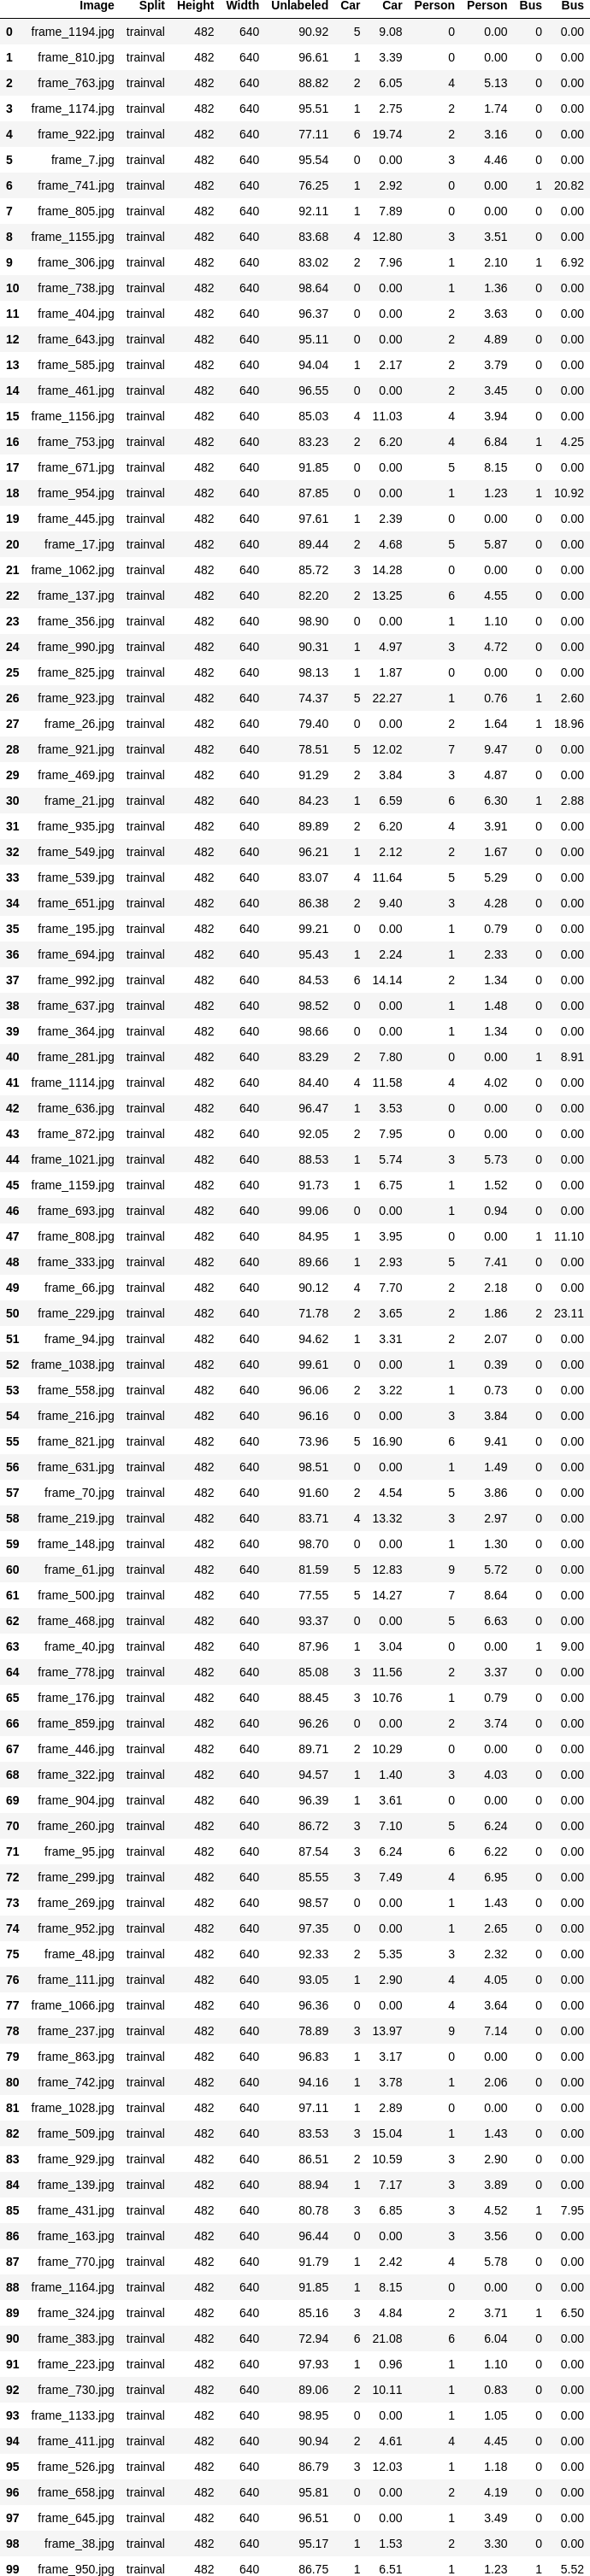 Image Split Height Width Unlabeled Car Car Person Person Bus Bus
0 frame_1194.jpg trainval 482 640 90.92 5 9.08 0 0.00 0 0.00
1 frame_810.jpg trainval 482 640 96.61 1 3.39 0 0.00 0 0.00
2 frame_763.jpg trainval 482 640 88.82 2 6.05 4 5.13 0 0.00
3 frame_1174.jpg trainval 482 640 95.51 1 2.75 2 1.74 0 0.00
4 frame_922.jpg trainval 482 640 77.11 6 19.74 2 3.16 0 0.00
5 frame_7.jpg trainval 482 640 95.54 0 0.00 3 4.46 0 0.00
6 frame_741.jpg trainval 482 640 76.25 1 2.92 0 0.00 1 20.82
7 frame_805.jpg trainval 482 640 92.11 1 7.89 0 0.00 0 0.00
8 frame_1155.jpg trainval 482 640 83.68 4 12.80 3 3.51 0 0.00
9 frame_306.jpg trainval 482 640 83.02 2 7.96 1 2.10 1 6.92
10 frame_738.jpg trainval 482 640 98.64 0 0.00 1 1.36 0 0.00
11 frame_404.jpg trainval 482 640 96.37 0 0.00 2 3.63 0 0.00
12 frame_643.jpg trainval 482 640 95.11 0 0.00 2 4.89 0 0.00
13 frame_585.jpg trainval 482 640 94.04 1 2.17 2 3.79 0 0.00
14 frame_461.jpg trainval 482 640 96.55 0 0.00 2 3.45 0 0.00
15 frame_1156.jpg trainval 482 640 85.03 4 11.03 4 3.94 0 0.00
16 frame_753.jpg trainval 482 640 83.23 2 6.20 4 6.84 1 4.25
17 frame_671.jpg trainval 482 640 91.85 0 0.00 5 8.15 0 0.00
18 frame_954.jpg trainval 482 640 87.85 0 0.00 1 1.23 1 10.92
19 frame_445.jpg trainval 482 640 97.61 1 2.39 0 0.00 0 0.00
20 frame_17.jpg trainval 482 640 89.44 2 4.68 5 5.87 0 0.00
21 frame_1062.jpg trainval 482 640 85.72 3 14.28 0 0.00 0 0.00
22 frame_137.jpg trainval 482 640 82.20 2 13.25 6 4.55 0 0.00
23 frame_356.jpg trainval 482 640 98.90 0 0.00 1 1.10 0 0.00
24 frame_990.jpg trainval 482 640 90.31 1 4.97 3 4.72 0 0.00
25 frame_825.jpg trainval 482 640 98.13 1 1.87 0 0.00 0 0.00
26 frame_923.jpg trainval 482 640 74.37 5 22.27 1 0.76 1 2.60
27 frame_26.jpg trainval 482 640 79.40 0 0.00 2 1.64 1 18.96
28 frame_921.jpg trainval 482 640 78.51 5 12.02 7 9.47 0 0.00
29 frame_469.jpg trainval 482 640 91.29 2 3.84 3 4.87 0 0.00
30 frame_21.jpg trainval 482 640 84.23 1 6.59 6 6.30 1 2.88
31 frame_935.jpg trainval 482 640 89.89 2 6.20 4 3.91 0 0.00
32 frame_549.jpg trainval 482 640 96.21 1 2.12 2 1.67 0 0.00
33 frame_539.jpg trainval 482 640 83.07 4 11.64 5 5.29 0 0.00
34 frame_651.jpg trainval 482 640 86.38 2 9.40 3 4.28 0 0.00
35 frame_195.jpg trainval 482 640 99.21 0 0.00 1 0.79 0 0.00
36 frame_694.jpg trainval 482 640 95.43 1 2.24 1 2.33 0 0.00
37 frame_992.jpg trainval 482 640 84.53 6 14.14 2 1.34 0 0.00
38 frame_637.jpg trainval 482 640 98.52 0 0.00 1 1.48 0 0.00
39 frame_364.jpg trainval 482 640 98.66 0 0.00 1 1.34 0 0.00
40 frame_281.jpg trainval 482 640 83.29 2 7.80 0 0.00 1 8.91
41 frame_1114.jpg trainval 482 640 84.40 4 11.58 4 4.02 0 0.00
42 frame_636.jpg trainval 482 640 96.47 1 3.53 0 0.00 0 0.00
43 frame_872.jpg trainval 482 640 92.05 2 7.95 0 0.00 0 0.00
44 frame_1021.jpg trainval 482 640 88.53 1 5.74 3 5.73 0 0.00
45 frame_1159.jpg trainval 482 640 91.73 1 6.75 1 1.52 0 0.00
46 frame_693.jpg trainval 482 640 99.06 0 0.00 1 0.94 0 0.00
47 frame_808.jpg trainval 482 640 84.95 1 3.95 0 0.00 1 11.10
48 frame_333.jpg trainval 482 640 89.66 1 2.93 5 7.41 0 0.00
49 frame_66.jpg trainval 482 640 90.12 4 7.70 2 2.18 0 0.00
50 frame_229.jpg trainval 482 640 71.78 2 3.65 2 1.86 2 23.11
51 frame_94.jpg trainval 482 640 94.62 1 3.31 2 2.07 0 0.00
52 frame_1038.jpg trainval 482 640 99.61 0 0.00 1 0.39 0 0.00
53 frame_558.jpg trainval 482 640 96.06 2 3.22 1 0.73 0 0.00
54 frame_216.jpg trainval 482 640 96.16 0 0.00 3 3.84 0 0.00
55 frame_821.jpg trainval 482 640 73.96 5 16.90 6 9.41 0 0.00
56 frame_631.jpg trainval 482 640 98.51 0 0.00 1 1.49 0 0.00
57 frame_70.jpg trainval 482 640 91.60 2 4.54 5 3.86 0 0.00
58 frame_219.jpg trainval 482 640 83.71 4 13.32 3 2.97 0 0.00
59 frame_148.jpg trainval 482 640 98.70 0 0.00 1 1.30 0 0.00
60 frame_61.jpg trainval 482 640 81.59 5 12.83 9 5.72 0 0.00
61 frame_500.jpg trainval 482 640 77.55 5 14.27 7 8.64 0 0.00
62 frame_468.jpg trainval 482 640 93.37 0 0.00 5 6.63 0 0.00
63 frame_40.jpg trainval 482 640 87.96 1 3.04 0 0.00 1 9.00
64 frame_778.jpg trainval 482 640 85.08 3 11.56 2 3.37 0 0.00
65 frame_176.jpg trainval 482 640 88.45 3 10.76 1 0.79 0 0.00
66 frame_859.jpg trainval 482 640 96.26 0 0.00 2 3.74 0 0.00
67 frame_446.jpg trainval 482 640 89.71 2 10.29 0 0.00 0 0.00
68 frame_322.jpg trainval 482 640 94.57 1 1.40 3 4.03 0 0.00
69 frame_904.jpg trainval 482 640 96.39 1 3.61 0 0.00 0 0.00
70 frame_260.jpg trainval 482 640 86.72 3 7.10 5 6.24 0 0.00
71 frame_95.jpg trainval 482 640 87.54 3 6.24 6 6.22 0 0.00
72 frame_299.jpg trainval 482 640 85.55 3 7.49 4 6.95 0 0.00
73 frame_269.jpg trainval 482 640 98.57 0 0.00 1 1.43 0 0.00
74 frame_952.jpg trainval 482 640 97.35 0 0.00 1 2.65 0 0.00
75 frame_48.jpg trainval 482 640 92.33 2 5.35 3 2.32 0 0.00
76 frame_111.jpg trainval 482 640 93.05 1 2.90 4 4.05 0 0.00
77 frame_1066.jpg trainval 482 640 96.36 0 0.00 4 3.64 0 0.00
78 frame_237.jpg trainval 482 640 78.89 3 13.97 9 7.14 0 0.00
79 frame_863.jpg trainval 482 640 96.83 1 3.17 0 0.00 0 0.00
80 frame_742.jpg trainval 482 640 94.16 1 3.78 1 2.06 0 0.00
81 frame_1028.jpg trainval 482 640 97.11 1 2.89 0 0.00 0 0.00
82 frame_509.jpg trainval 482 640 83.53 3 15.04 1 1.43 0 0.00
83 frame_929.jpg trainval 482 640 86.51 2 10.59 3 2.90 0 0.00
84 frame_139.jpg trainval 482 640 88.94 1 7.17 3 3.89 0 0.00
85 frame_431.jpg trainval 482 640 80.78 3 6.85 3 4.52 1 7.95
86 frame_163.jpg trainval 482 640 96.44 0 0.00 3 3.56 0 0.00
87 frame_770.jpg trainval 482 640 91.79 1 2.42 4 5.78 0 0.00
88 frame_1164.jpg trainval 482 640 91.85 1 8.15 0 0.00 0 0.00
89 frame_324.jpg trainval 482 640 85.16 3 4.84 2 3.71 1 6.50
90 frame_383.jpg trainval 482 640 72.94 6 21.08 6 6.04 0 0.00
91 frame_223.jpg trainval 482 640 97.93 1 0.96 1 1.10 0 0.00
92 frame_730.jpg trainval 482 640 89.06 2 10.11 1 0.83 0 0.00
93 frame_1133.jpg trainval 482 640 98.95 0 0.00 1 1.05 0 0.00
94 frame_411.jpg trainval 482 640 90.94 2 4.61 4 4.45 0 0.00
95 frame_526.jpg trainval 482 640 86.79 3 12.03 1 1.18 0 0.00
96 frame_658.jpg trainval 482 640 95.81 0 0.00 2 4.19 0 0.00
97 frame_645.jpg trainval 482 640 96.51 0 0.00 1 3.49 0 0.00
98 frame_38.jpg trainval 482 640 95.17 1 1.53 2 3.30 0 0.00
99 frame_950.jpg trainval 482 640 86.75 1 6.51 1 1.23 1 5.52